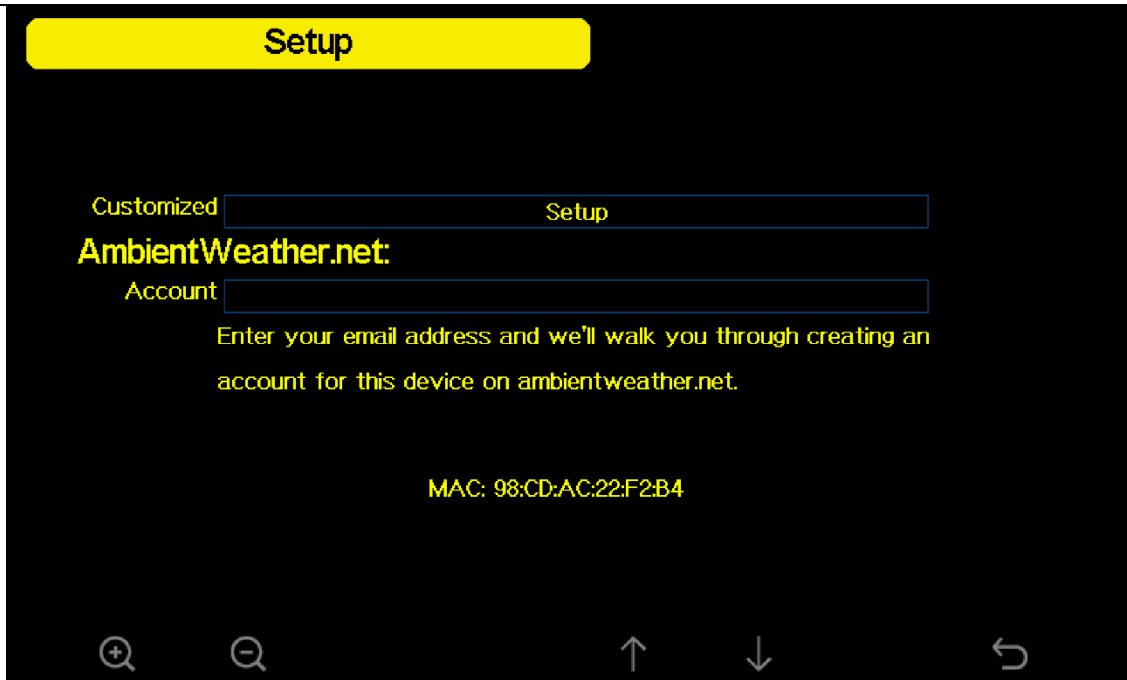 Setup
Customized Setup
AmbientWeather.net:
Account
Enter your email address and we'll walk you through creating an
account for this device on ambientweather.net.
MAC: 98:CD:AC:22:F2:B4